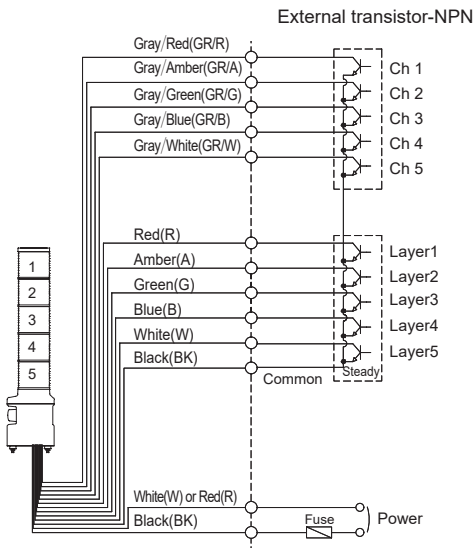 External transistor-NPN
Gray/Red(GR/R)
Ch 1
Gray/Amber(GR/A)
Ch 2
Gray/Green(GR/G)
Ch 3
Gray/Blue(GR/B)
Ch 4
Gray/White(GR/W)
Ch 5
Red(R)
Layer1
Amber(A)
Layer2
Green(G)
Layer3
Blue(B)
Layer4
White(W)
Layer5
Black(BK)
Common
Steady
1
2
3
4
5
White(W) or Red(R)
Black(BK)
Fuse
Power